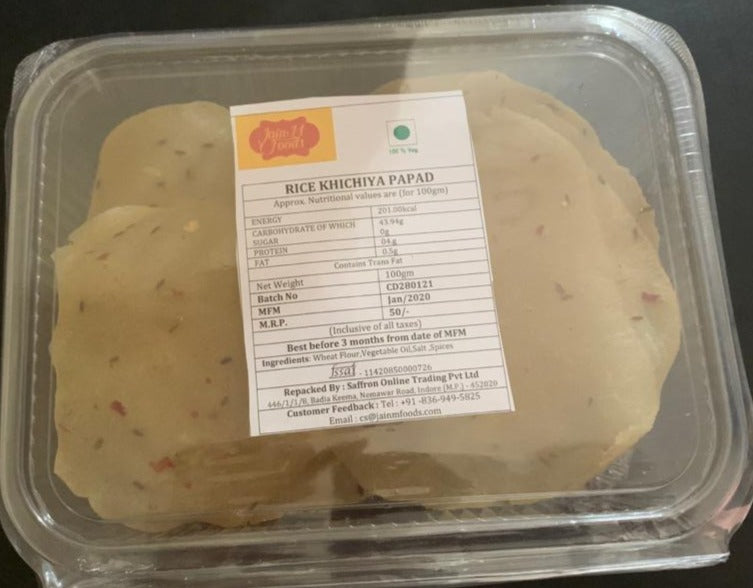 Jain
Food
100 % Veg
RICE KHICHIYA PAPAD
Approx. Nutritional values are (for 100gm)
ENERGY 201.00kcal
CARBOHYDRATE OF WHICH 43.94g
SUGAR 0g
PROTEIN 04.g
FAT 0.5g
Contains Trans Fat
Net Weight 100gm
Batch No CD280121
MFM Jan/2020
M.R.P. 50/-
(Inclusive of all taxes)
Best before 3 months from date of MFM
Ingredients: Wheat Flour,Vegetable Oil,Salt ,Spices
fssai - 11420850000726
Repacked By : Saffron Online Trading Pvt Ltd
446/1/1/8, Badia Keema, Nemawar Road, Indore [M.P.] - 452020
Customer Feedback : Tel : +91 -836-949-5825
Email : cs@jainmfoods.com